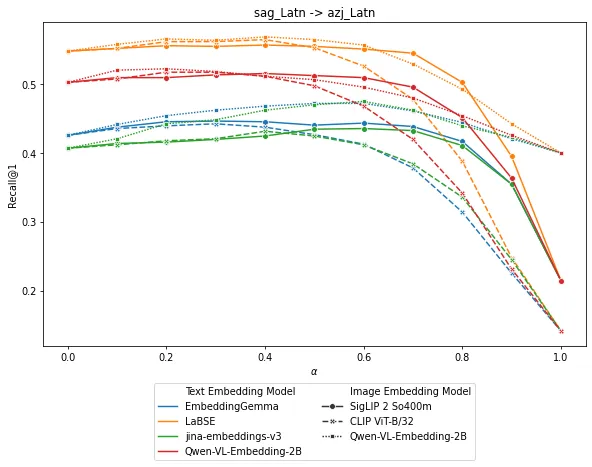 sag_Latn -> azj_Latn
Recall@1
0.5
0.4
0.3
0.2
0.0 0.2 0.4 0.6 0.8 1.0
α
Text Embedding Model Image Embedding Model
EmbeddingGemma SigLIP 2 So400m
LaBSE CLIP ViT-B/32
jina-embeddings-v3 Qwen-VL-Embedding-2B
Qwen-VL-Embedding-2B